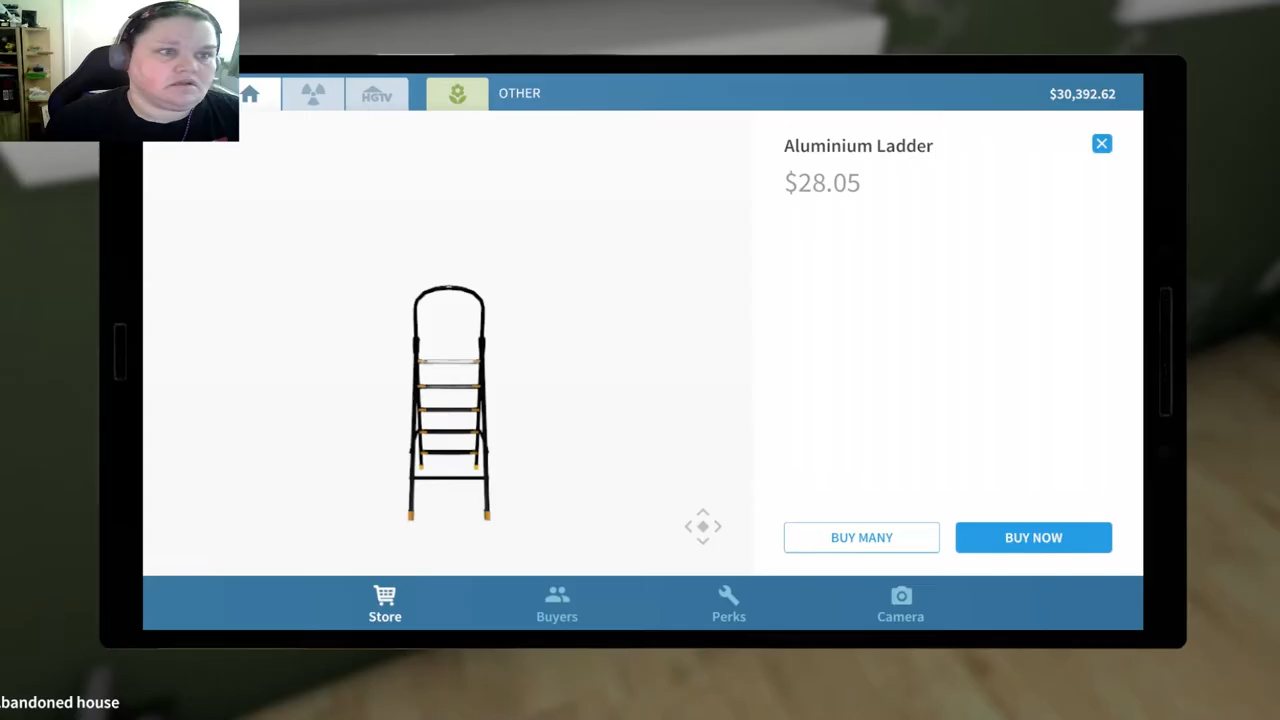 HGTV
OTHER
$30,392.62
Aluminium Ladder
$28.05
BUY MANY
BUY NOW
Store
Buyers
Perks
Camera
bandoned house